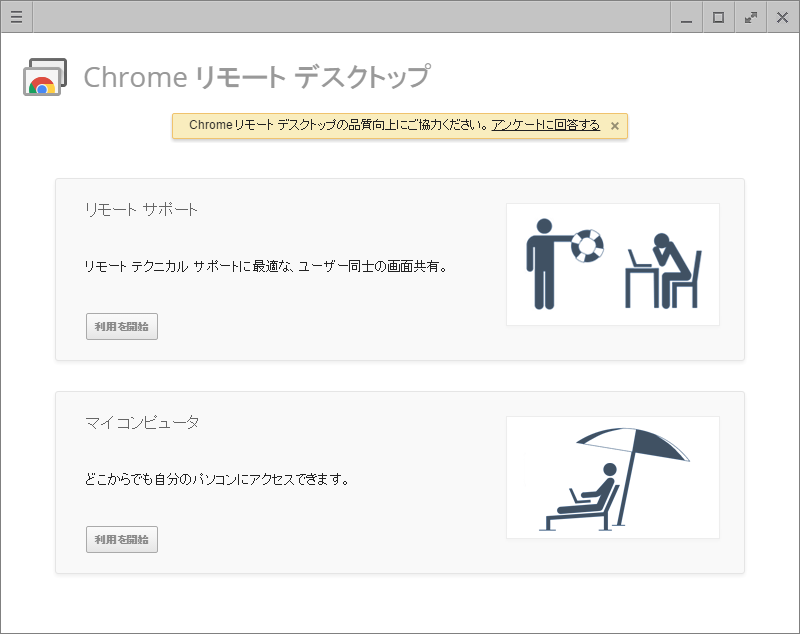 Chrome リモート デスクトップ
Chrome リモート デスクトップの品質向上にご協力ください。 アンケートに回答する ×
リモート サポート
リモート テクニカル サポートに最適な、ユーザー同士の画面共有。
利用を開始
マイ コンピュータ
どこからでも自分のパソコンにアクセスできます。
利用を開始